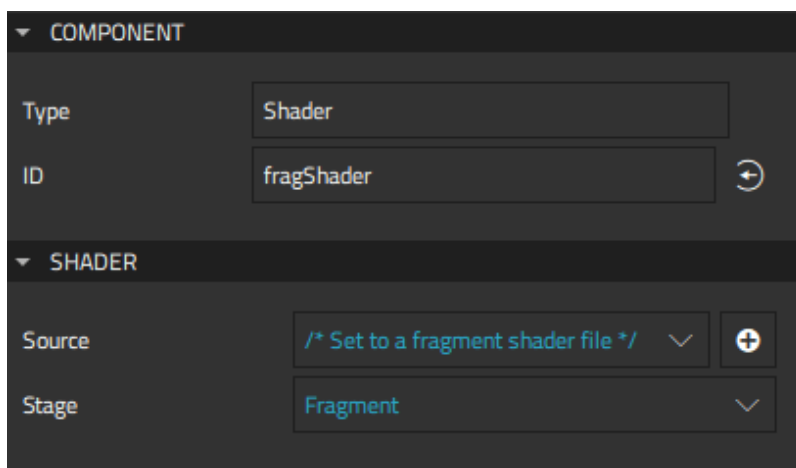 COMPONENT
Type Shader
ID fragShader
SHADER
Source /* Set to a fragment shader file */
Stage Fragment